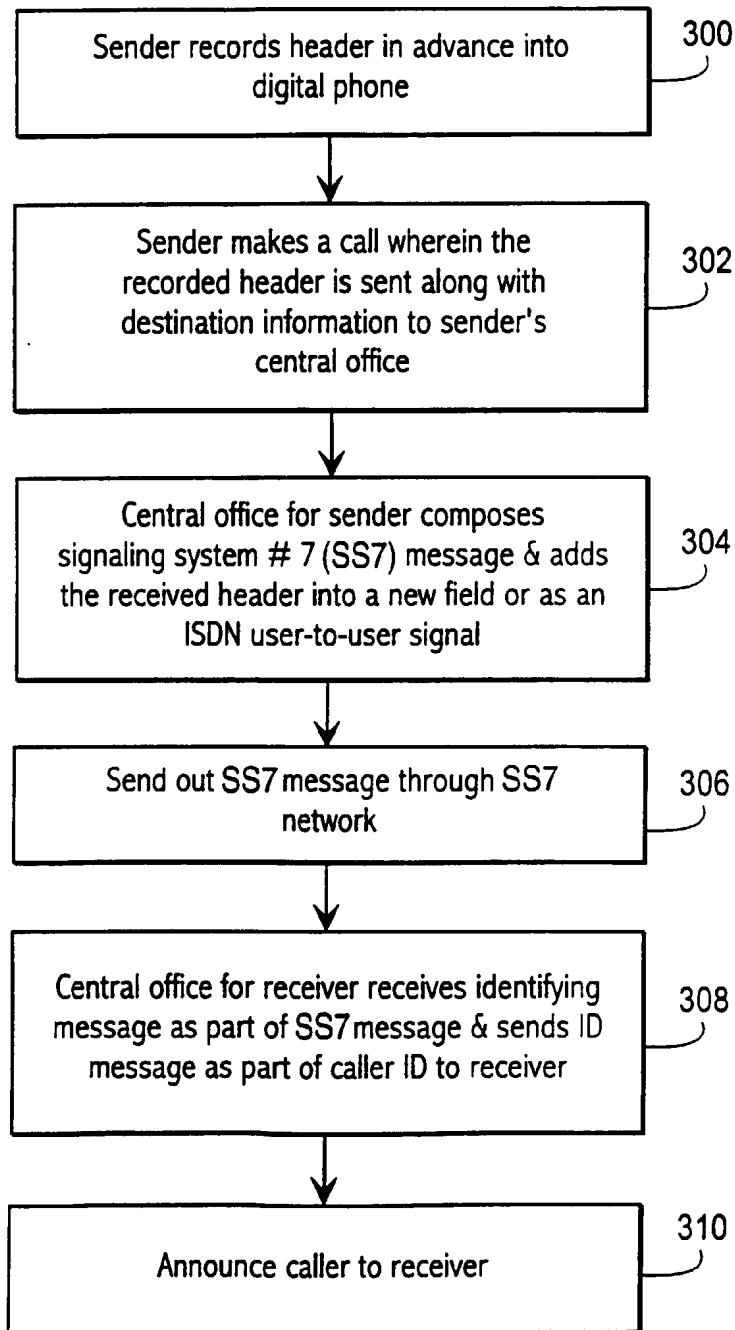 Sender records header in advance into
digital phone
300
Sender makes a call wherein the
recorded header is sent along with
destination information to sender's
central office
302
Central office for sender composes
signaling system # 7 (SS7) message & adds
the received header into a new field or as an
ISDN user-to-user signal
304
Send out SS7 message through SS7
network
306
Central office for receiver receives identifying
message as part of SS7 message & sends ID
message as part of caller ID to receiver
308
Announce caller to receiver
310